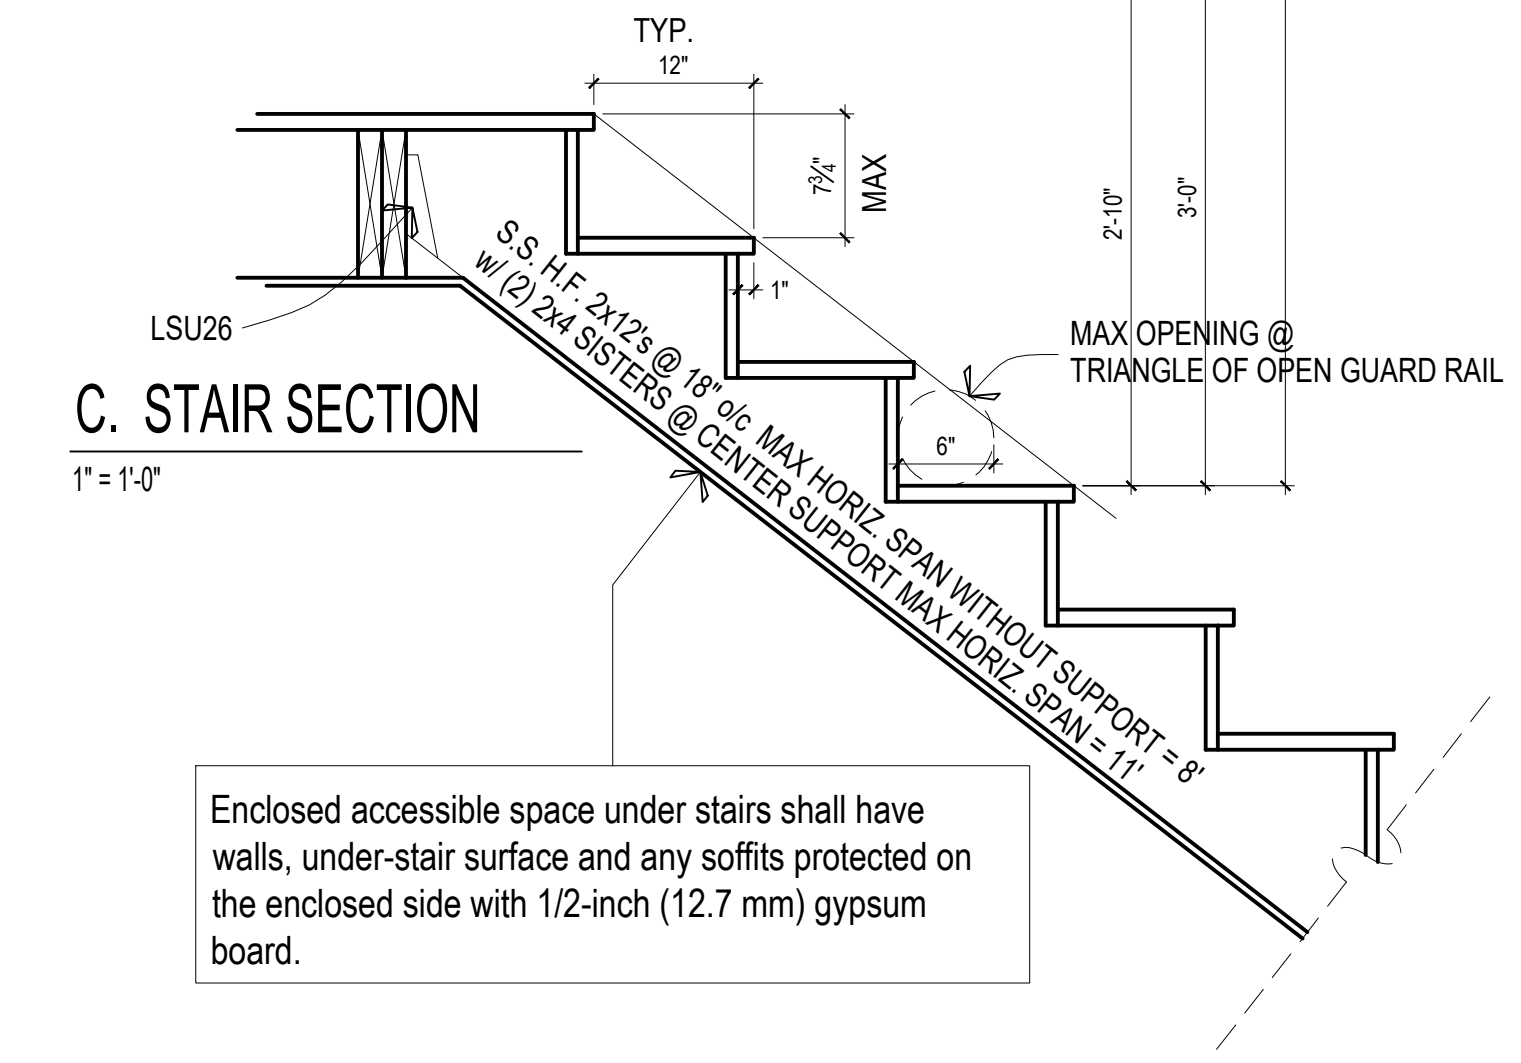 TYP.
12"
7¾"
MAX
2'-10"
3'-0"
S.S. H.F. 2x12's @ 18" o/c MAX HORIZ. SPAN WITHOUT SUPPORT = 8'
w/ (2) 2x4 SISTERS @ CENTER SUPPORT MAX HORIZ. SPAN = 11'
1"
LSU26
MAX OPENING @
TRIANGLE OF OPEN GUARD RAIL
C. STAIR SECTION
1" = 1'-0"
6"
Enclosed accessible space under stairs shall have
walls, under-stair surface and any soffits protected on
the enclosed side with 1/2-inch (12.7 mm) gypsum
board.